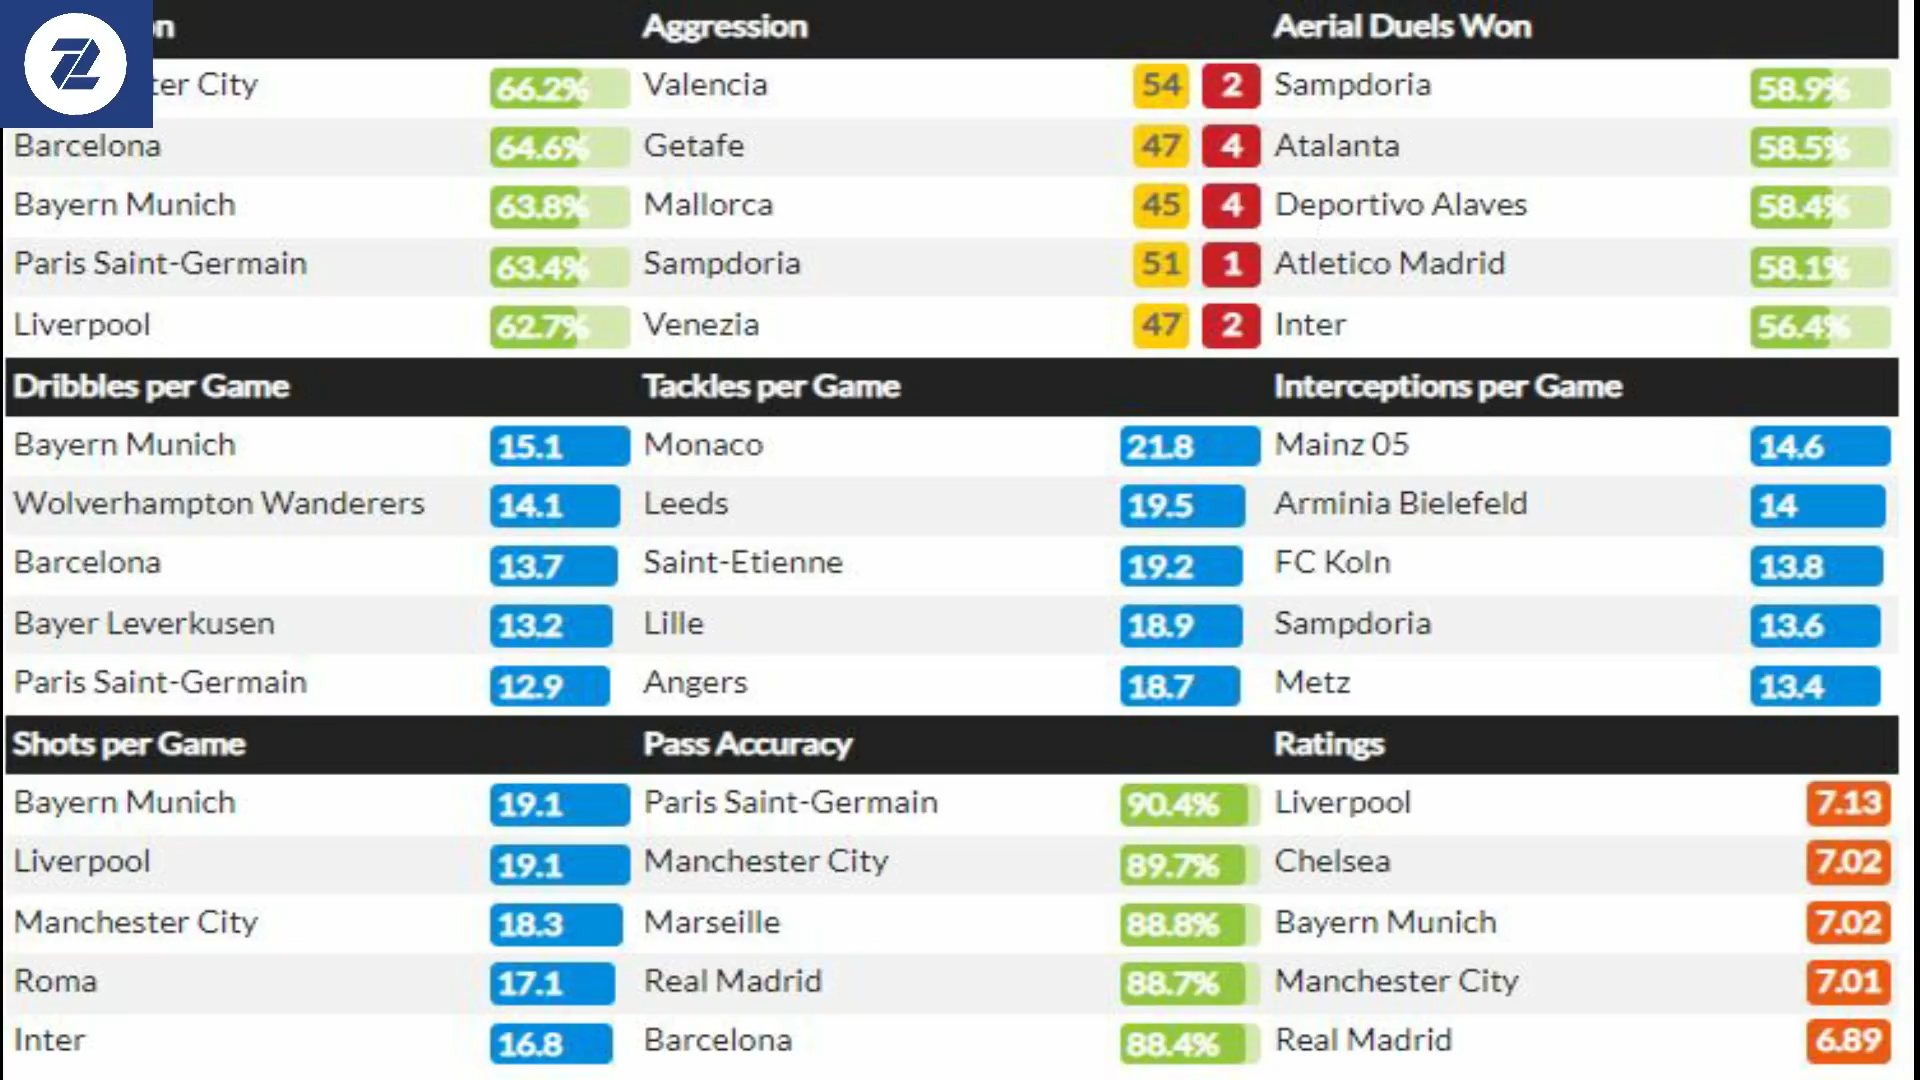 n Aggression Aerial Duels Won
ter City 66.2% Valencia 54 2 Sampdoria 58.9%
Barcelona 64.6% Getafe 47 4 Atalanta 58.5%
Bayern Munich 63.8% Mallorca 45 4 Deportivo Alaves 58.4%
Paris Saint-Germain 63.4% Sampdoria 51 1 Atletico Madrid 58.1%
Liverpool 62.7% Venezia 47 2 Inter 56.4%
Dribbles per Game Tackles per Game Interceptions per Game
Bayern Munich 15.1 Monaco 21.8 Mainz 05 14.6
Wolverhampton Wanderers 14.1 Leeds 19.5 Arminia Bielefeld 14
Barcelona 13.7 Saint-Etienne 19.2 FC Koln 13.8
Bayer Leverkusen 13.2 Lille 18.9 Sampdoria 13.6
Paris Saint-Germain 12.9 Angers 18.7 Metz 13.4
Shots per Game Pass Accuracy Ratings
Bayern Munich 19.1 Paris Saint-Germain 90.4% Liverpool 7.13
Liverpool 19.1 Manchester City 89.7% Chelsea 7.02
Manchester City 18.3 Marseille 88.8% Bayern Munich 7.02
Roma 17.1 Real Madrid 88.7% Manchester City 7.01
Inter 16.8 Barcelona 88.4% Real Madrid 6.89